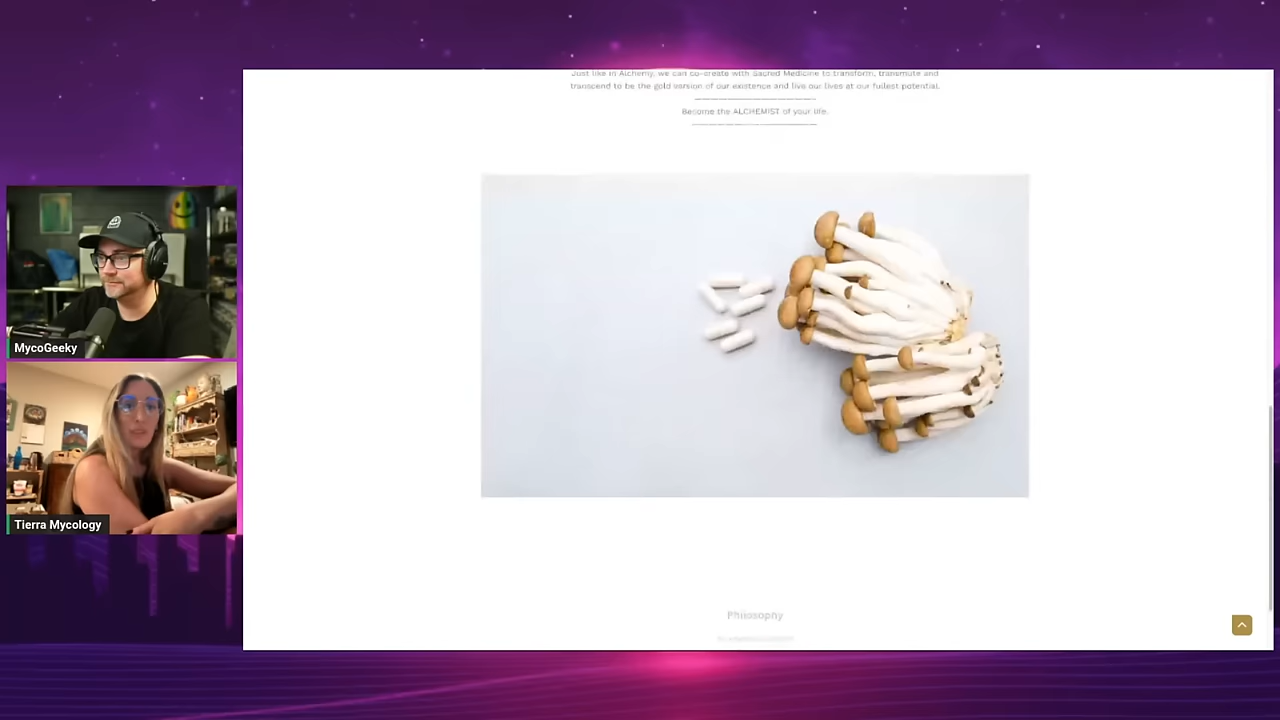 Just like in Alchemy, we can co-create with Sacred Medicine to transform, transmute and
transcend to be the gold version of our existence and live our lives at our fullest potential.
Become the ALCHEMIST of your life.
MycoGeeky
Tierra Mycology
Philosophy